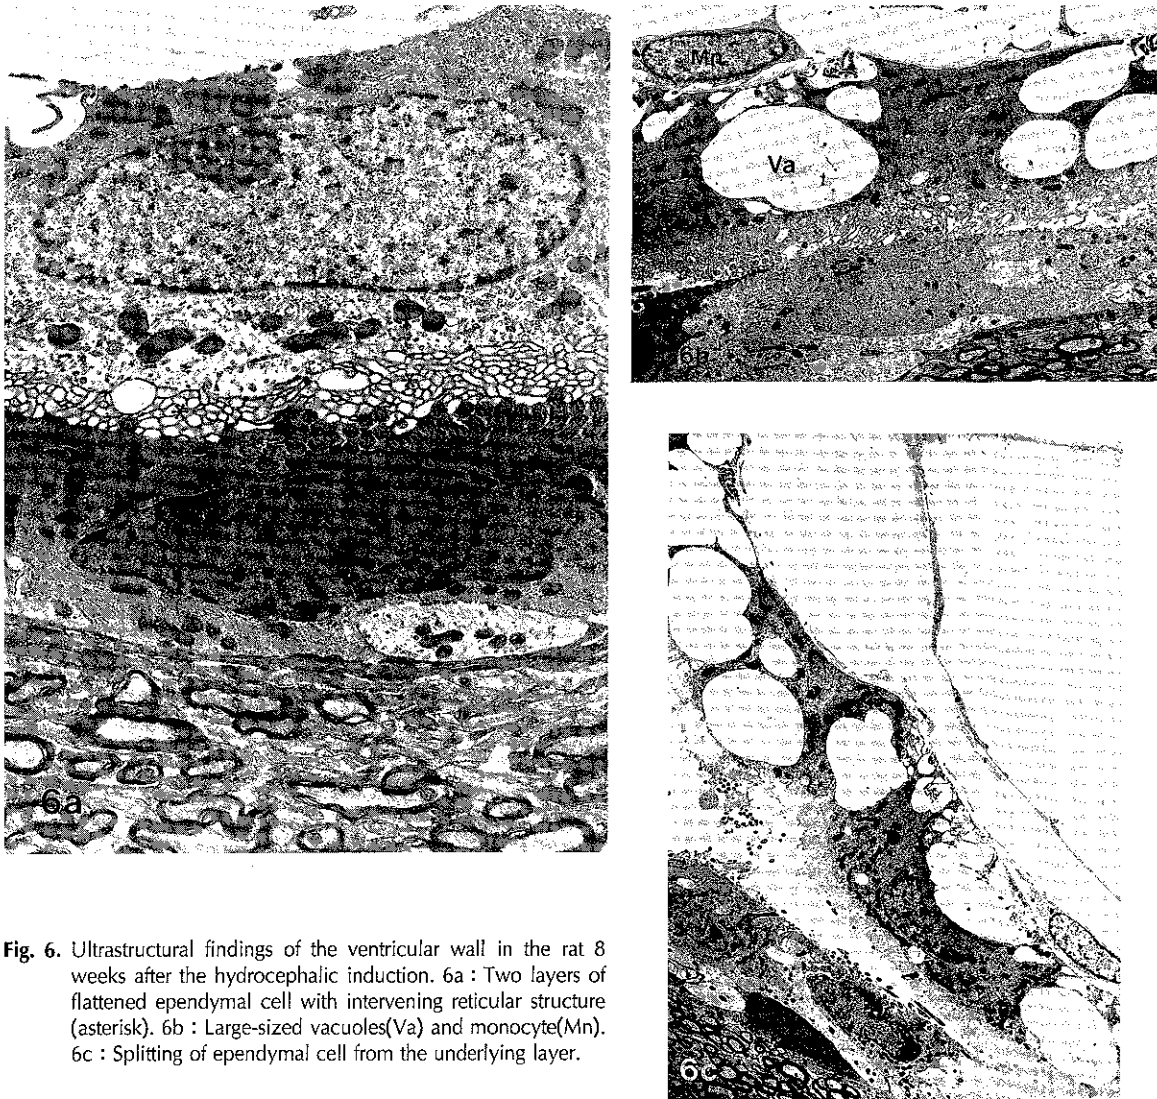 Mn
Va
6b
6a
6c
Fig. 6. Ultrastructural findings of the ventricular wall in the rat 8
weeks after the hydrocephalic induction. 6a : Two layers of
flattened ependymal cell with intervening reticular structure
(asterisk). 6b : Large-sized vacuoles(Va) and monocyte(Mn).
6c : Splitting of ependymal cell from the underlying layer.